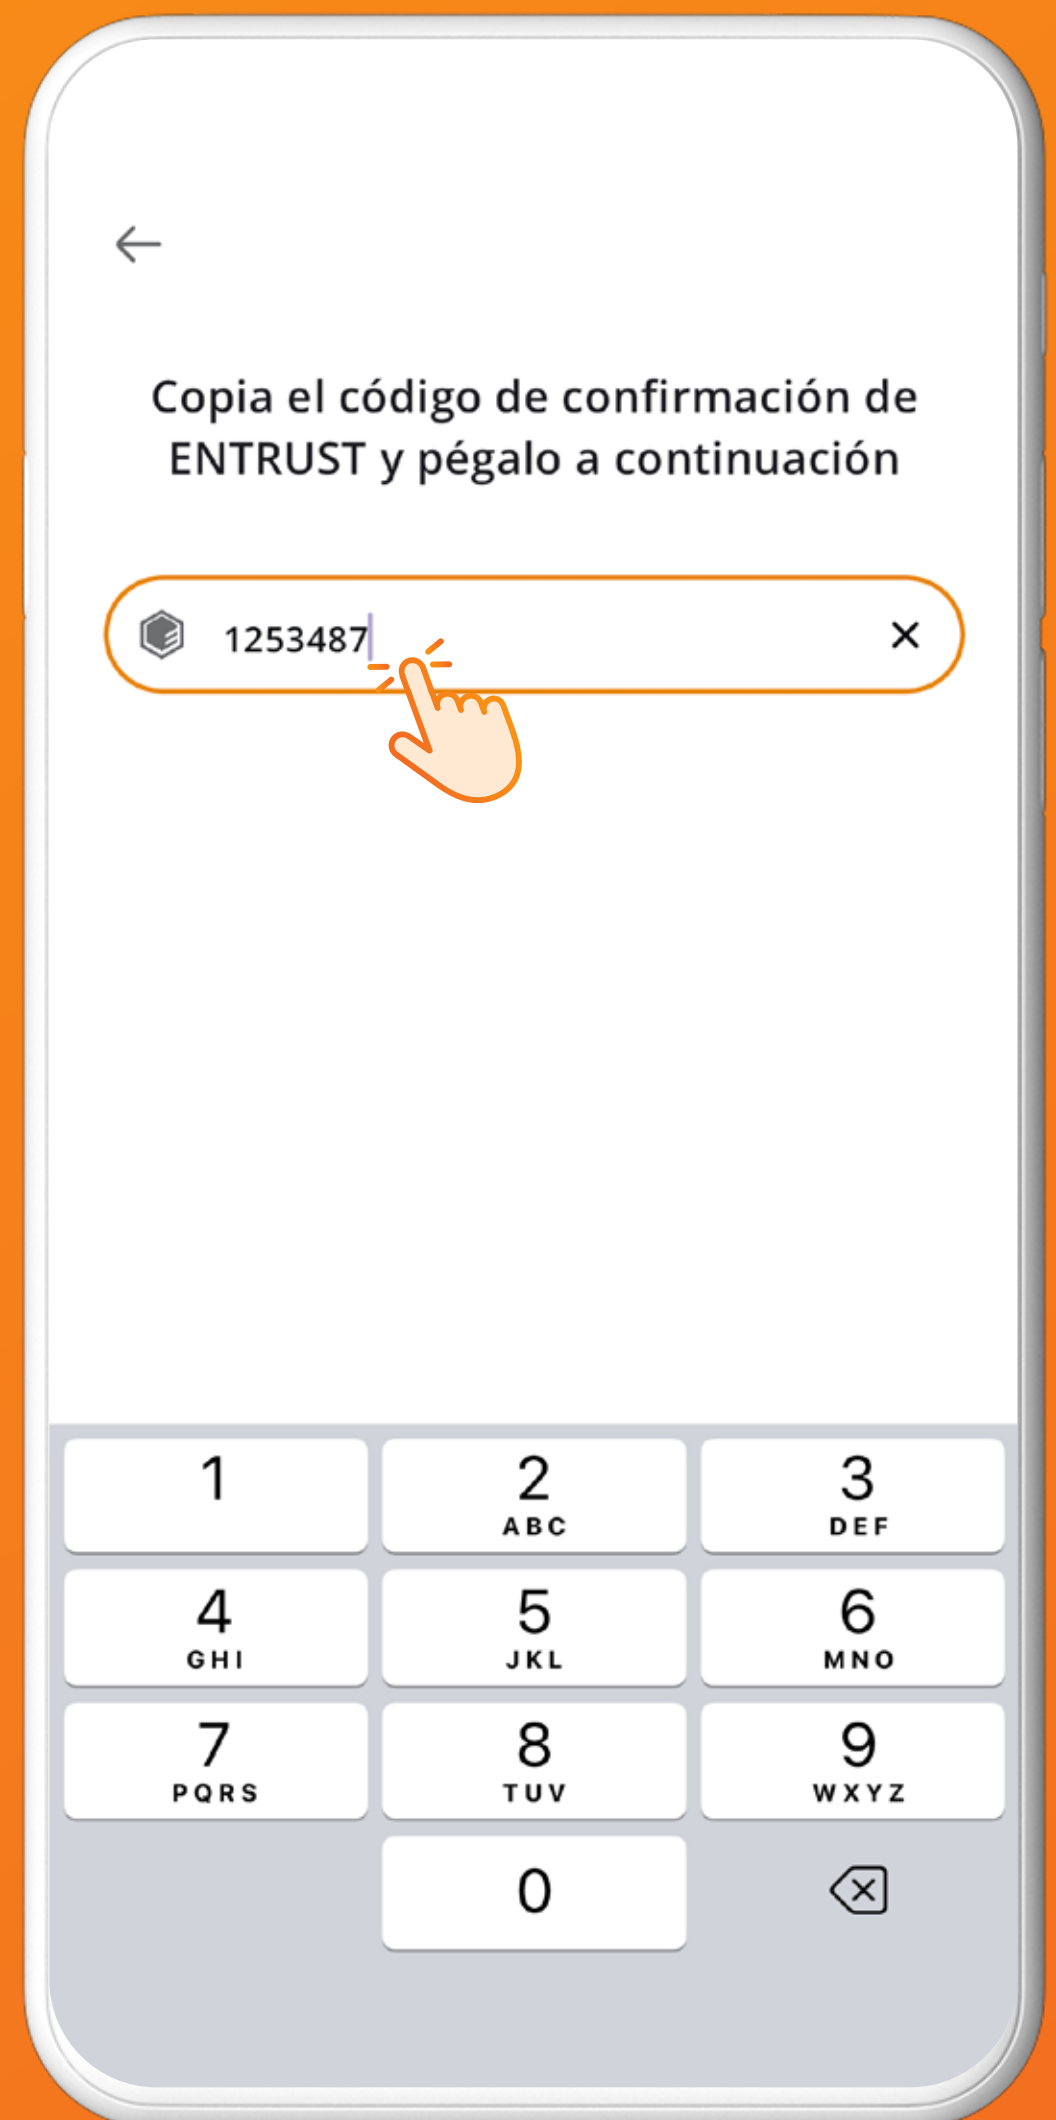 Copia el código de confirmación de
ENTRUST y pégalo a continuación
1253487
1
2
ABC
3
DEF
4
GHI
5
JKL
6
MNO
7
PQRS
8
TUV
9
WXYZ
0